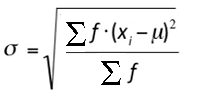 σ = √(∑ f · (xᵢ − μ)² / ∑ f)